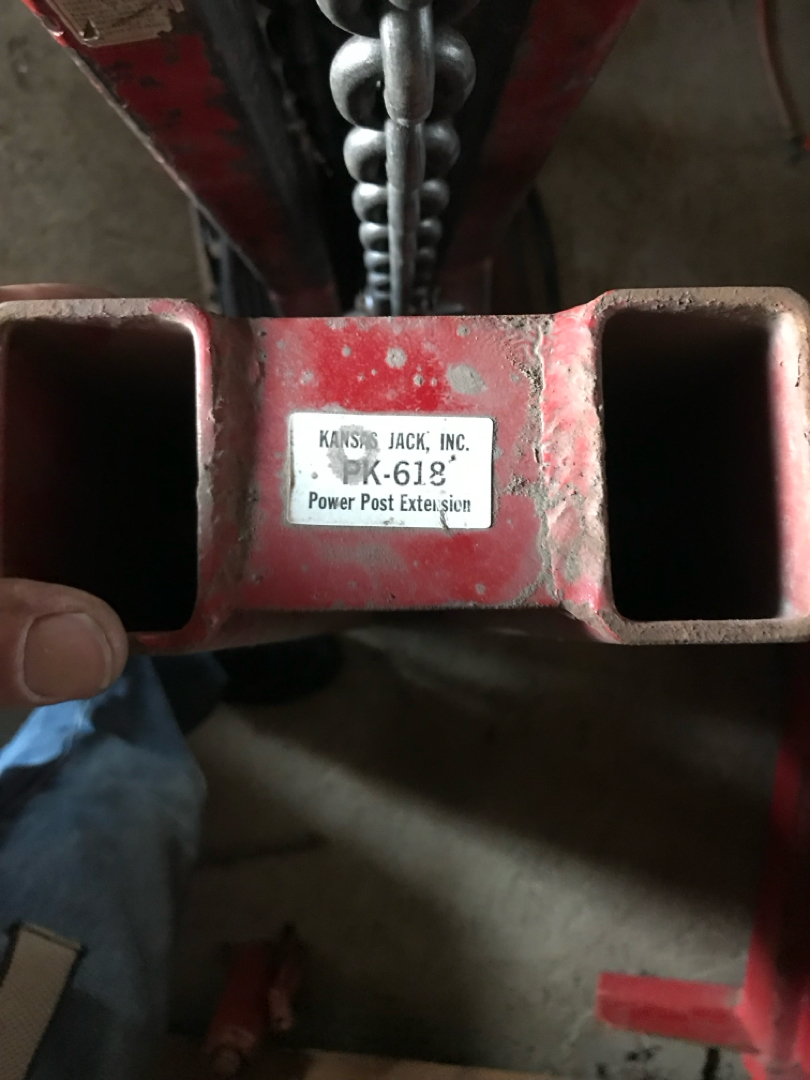 KANSAS JACK, INC.
PK-618
Power Post Extension